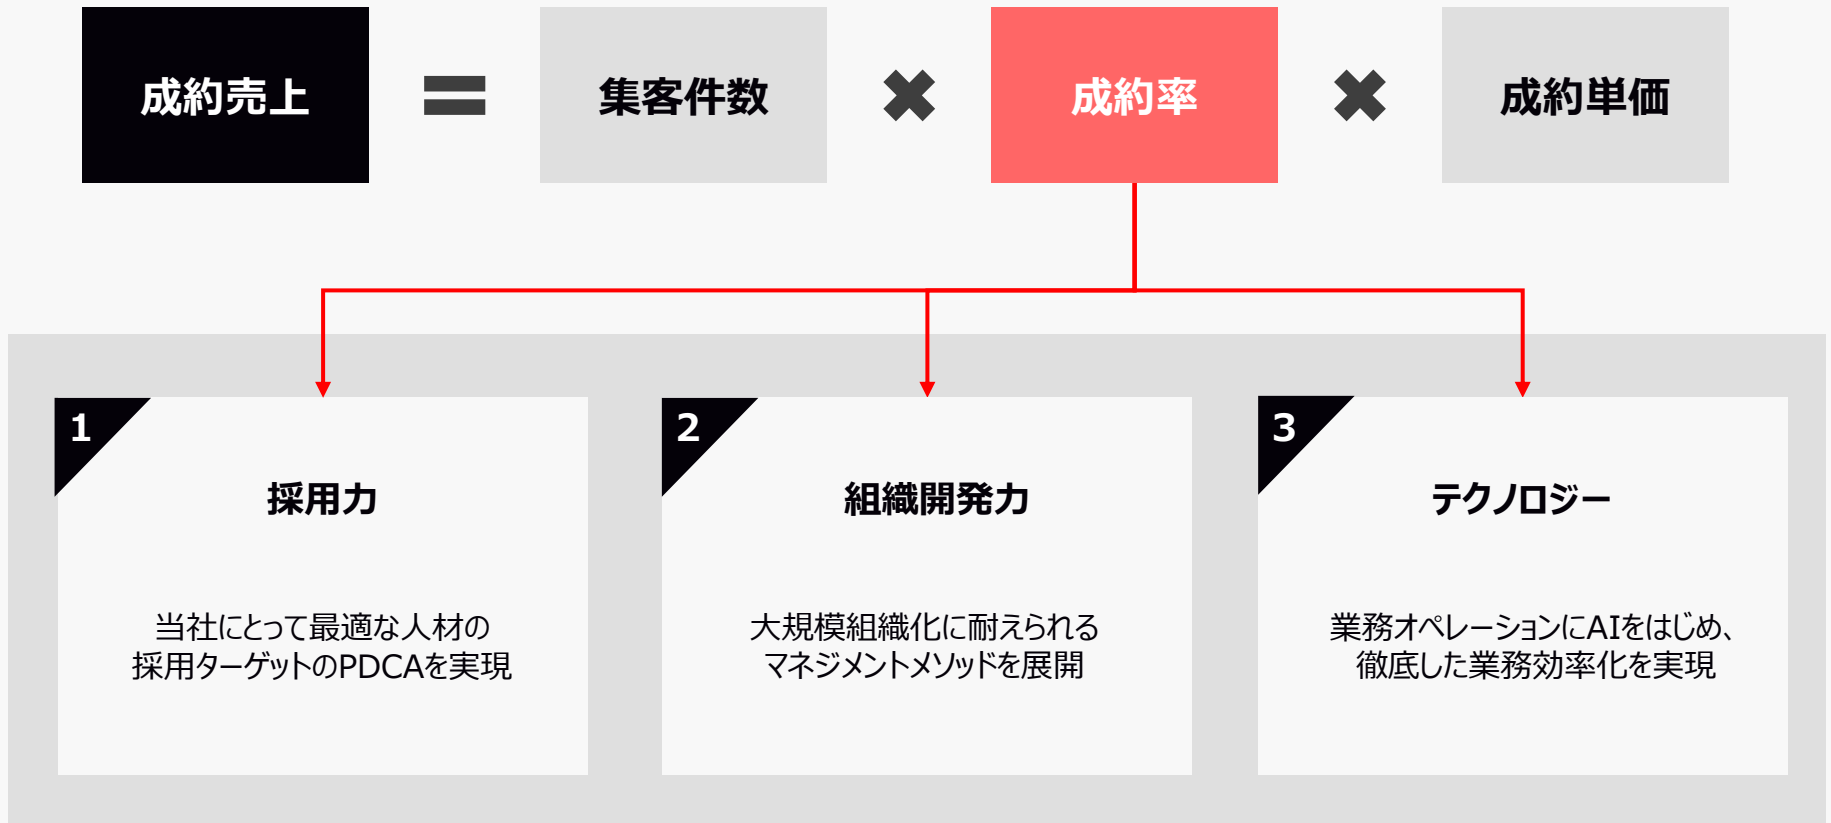 成約売上 = 集客件数 ✖ 成約率 ✖ 成約単価
1
採用力
当社にとって最適な人材の
採用ターゲットのPDCAを実現
2
組織開発力
大規模組織化に耐えられる
マネジメントメソッドを展開
3
テクノロジー
業務オペレーションにAIをはじめ、
徹底した業務効率化を実現